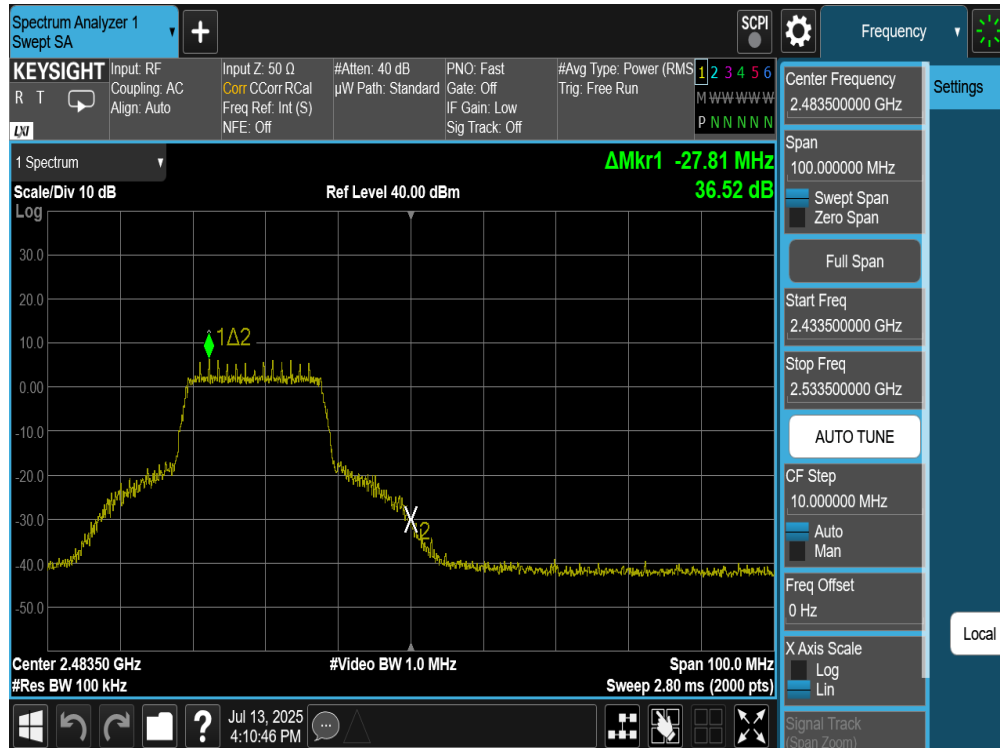 Spectrum Analyzer 1
Swept SA
+
SCPI
Frequency
KEYSIGHT
R T
LXI
Input: RF
Coupling: AC
Align: Auto
Input Z: 50 Ω
Corr CCorr RCal
Freq Ref: Int (S)
NFE: Off
#Atten: 40 dB
µW Path: Standard
PNO: Fast
Gate: Off
IF Gain: Low
Sig Track: Off
#Avg Type: Power (RMS
Trig: Free Run
1 2 3 4 5 6
M W W W W W
P N N N N N
1 Spectrum
ΔMkr1 -27.81 MHz
36.52 dB
Scale/Div 10 dB
Ref Level 40.00 dBm
Log
30.0
20.0
10.0
0.00
-10.0
-20.0
-30.0
-40.0
-50.0
1Δ2
2
Center 2.48350 GHz
#Video BW 1.0 MHz
Span 100.0 MHz
#Res BW 100 kHz
Sweep 2.80 ms (2000 pts)
Center Frequency
2.483500000 GHz
Settings
Span
100.000000 MHz
Swept Span
Zero Span
Full Span
Start Freq
2.433500000 GHz
Stop Freq
2.533500000 GHz
AUTO TUNE
CF Step
10.000000 MHz
Auto
Man
Freq Offset
0 Hz
Local
X Axis Scale
Log
Lin
Signal Track
(Span Zoom)
?
Jul 13, 2025
4:10:46 PM